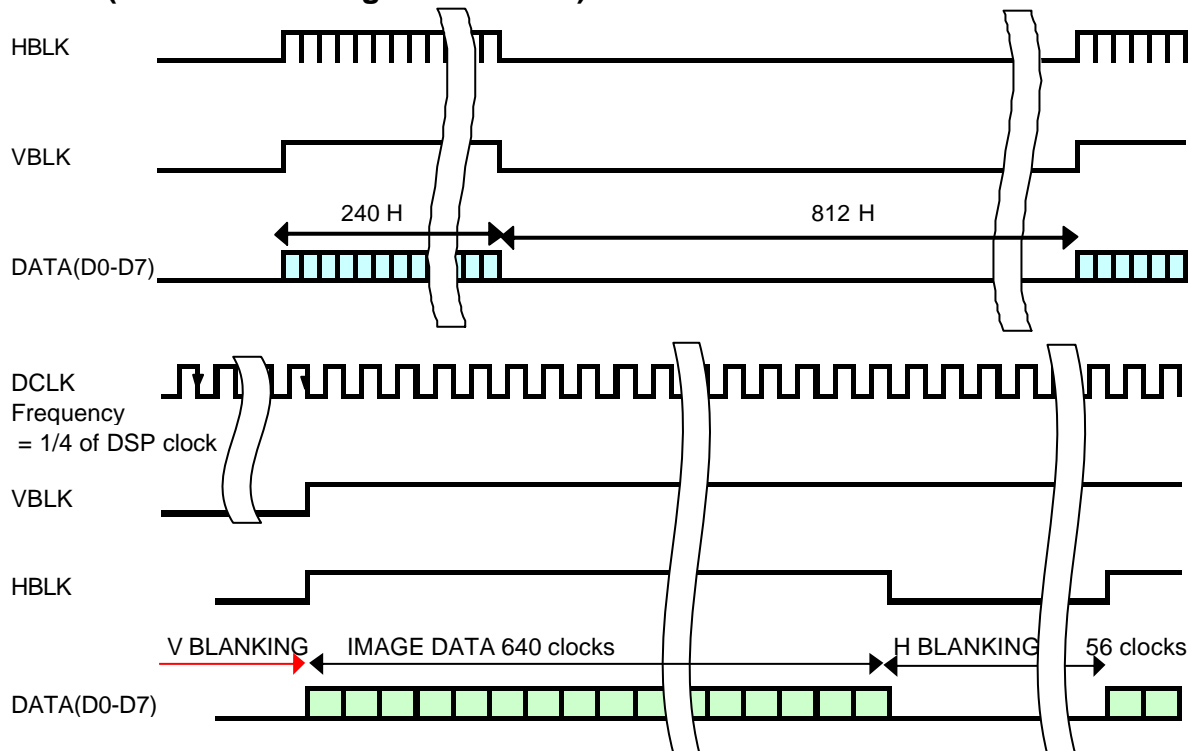 HBLK
VBLK
240 H
812 H
DATA(D0-D7)
DCLK
Frequency
= 1/4 of DSP clock
VBLK
HBLK
V BLANKING
IMAGE DATA 640 clocks
H BLANKING
56 clocks
DATA(D0-D7)